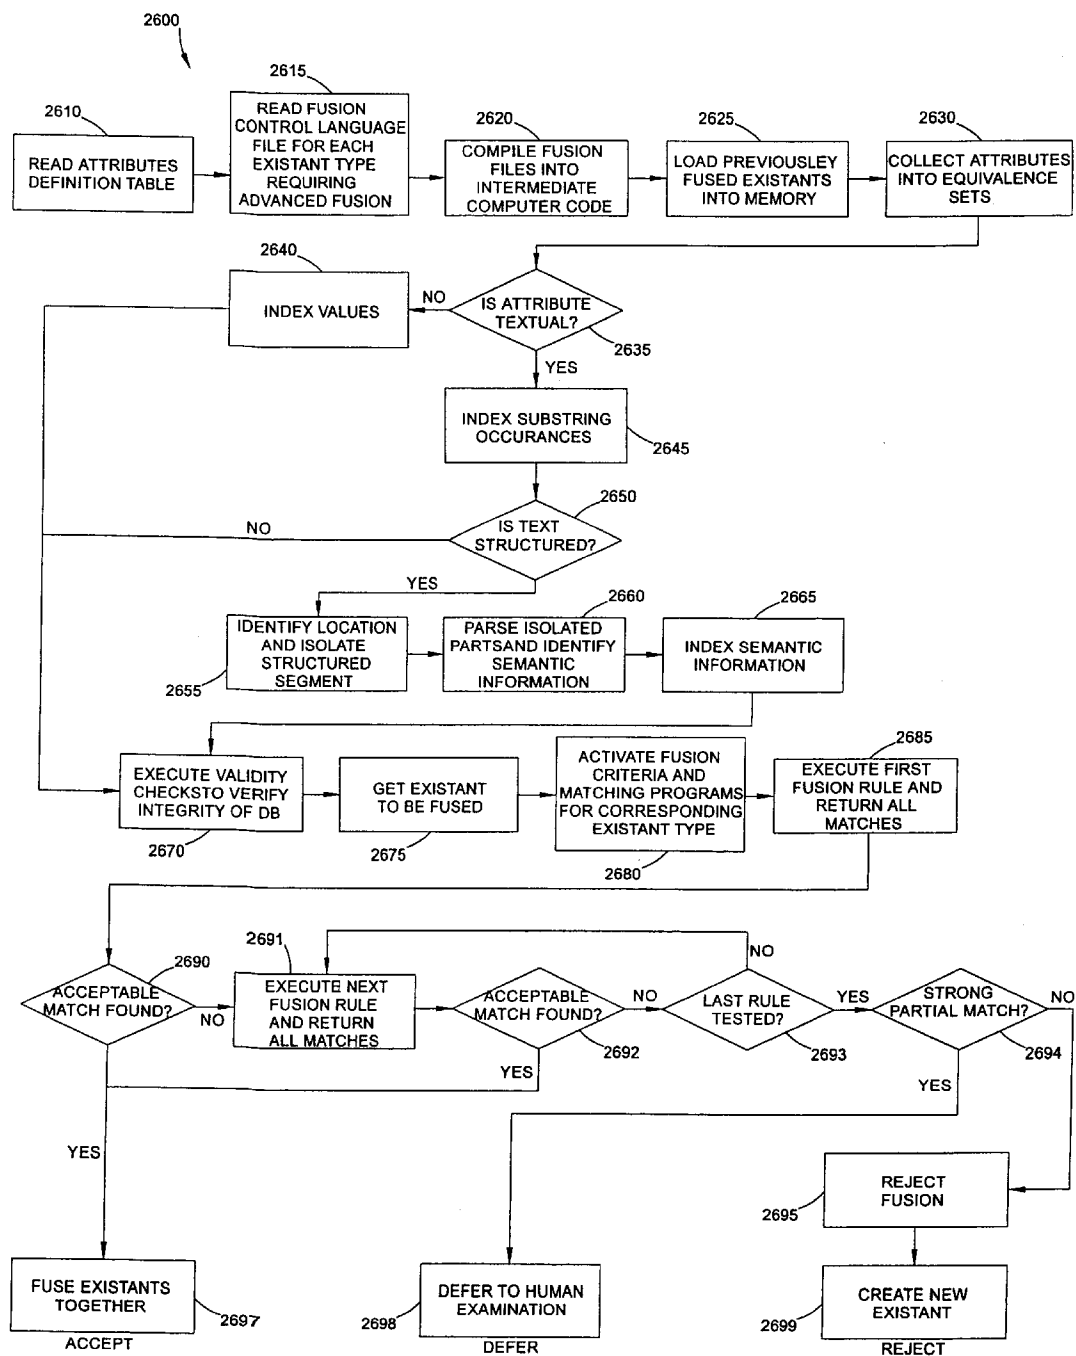 2600
2610
READ ATTRIBUTES
DEFINITION TABLE
2615
READ FUSION
CONTROL LANGUAGE
FILE FOR EACH
EXISTANT TYPE
REQUIRING
ADVANCED FUSION
2620
COMPILE FUSION
FILES INTO
INTERMEDIATE
COMPUTER CODE
2625
LOAD PREVIOUSLEY
FUSED EXISTANTS
INTO MEMORY
2630
COLLECT ATTRIBUTES
INTO EQUIVALENCE
SETS
2640
INDEX VALUES
NO
IS ATTRIBUTE
TEXTUAL?
2635
YES
INDEX SUBSTRING
OCCURANCES
2645
2650
IS TEXT
STRUCTURED?
NO
YES
IDENTIFY LOCATION
AND ISOLATE
STRUCTURED
SEGMENT
2655
2660
PARSE ISOLATED
PARTSAND IDENTIFY
SEMANTIC
INFORMATION
2665
INDEX SEMANTIC
INFORMATION
EXECUTE VALIDITY
CHECKSTO VERIFY
INTEGRITY OF DB
2670
GET EXISTANT
TO BE FUSED
2675
ACTIVATE FUSION
CRITERIA AND
MATCHING PROGRAMS
FOR CORRESPONDING
EXISTANT TYPE
2680
2685
EXECUTE FIRST
FUSION RULE AND
RETURN ALL
MATCHES
2690
ACCEPTABLE
MATCH FOUND?
NO
2691
EXECUTE NEXT
FUSION RULE
AND RETURN
ALL MATCHES
ACCEPTABLE
MATCH FOUND?
2692
NO
YES
NO
LAST RULE
TESTED?
2693
YES
STRONG
PARTIAL MATCH?
2694
NO
YES
YES
REJECT
FUSION
2695
FUSE EXISTANTS
TOGETHER
2697
ACCEPT
DEFER TO HUMAN
EXAMINATION
2698
DEFER
CREATE NEW
EXISTANT
2699
REJECT